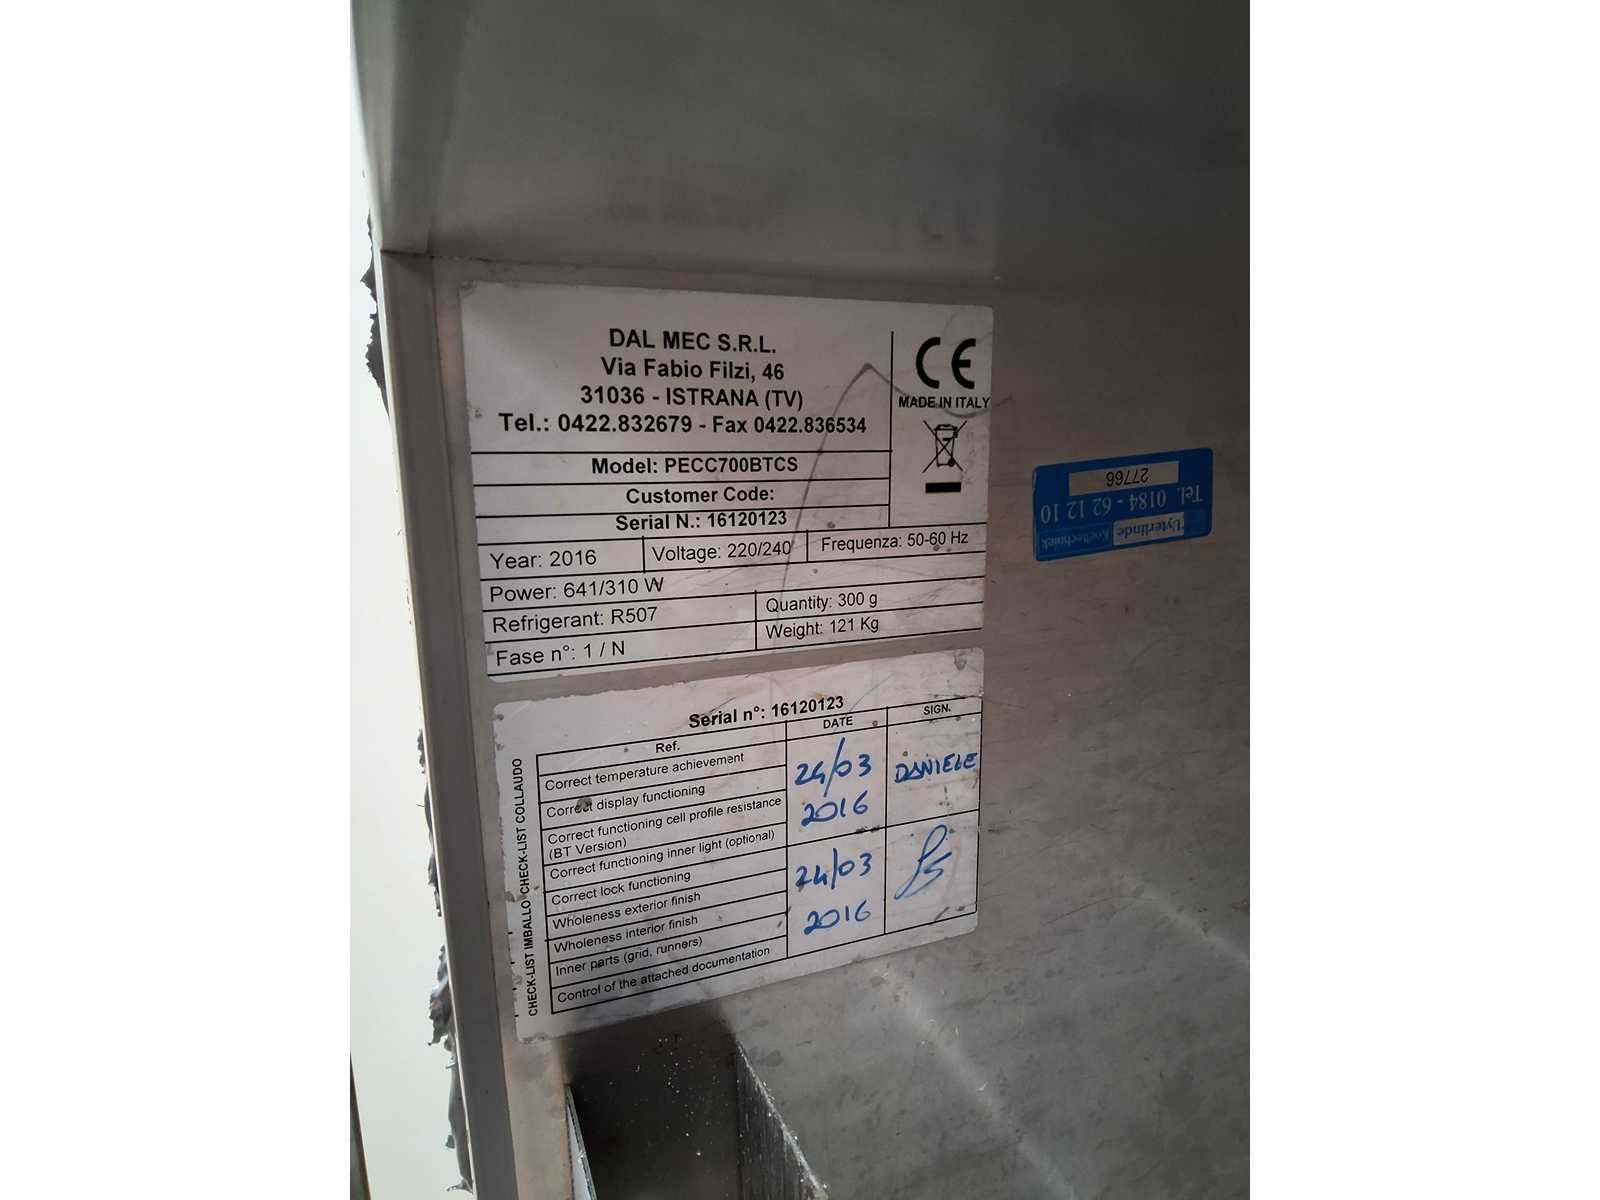 DAL MEC S.R.L.
Via Fabio Filzi, 46
31036 - ISTRANA (TV)
Tel.: 0422.832679 - Fax 0422.836534
CE
MADE IN ITALY
Model: PECC700BTCS
Customer Code:
Serial N.: 16120123
Year: 2016
Voltage: 220/240
Frequenza: 50-60 Hz
Power: 641/310 W
Refrigerant: R507
Quantity: 300 g
Fase n°: 1 / N
Weight: 121 Kg
Uyterlinde
Koeltechniek
Tel. 0184 - 62 12 10
27766
Serial n°: 16120123
CHECK-LIST IMBALLO CHECK-LIST COLLAUDO
Ref.
DATE
SIGN.
Correct temperature achievement
Correct display functioning
Correct functioning cell profile resistance
(BT Version)
Correct functioning inner light (optional)
Correct lock functioning
Wholeness exterior finish
Wholeness interior finish
Inner parts (grid, runners)
Control of the attached documentation
24/03
2016
DANIELE
24/03
2016